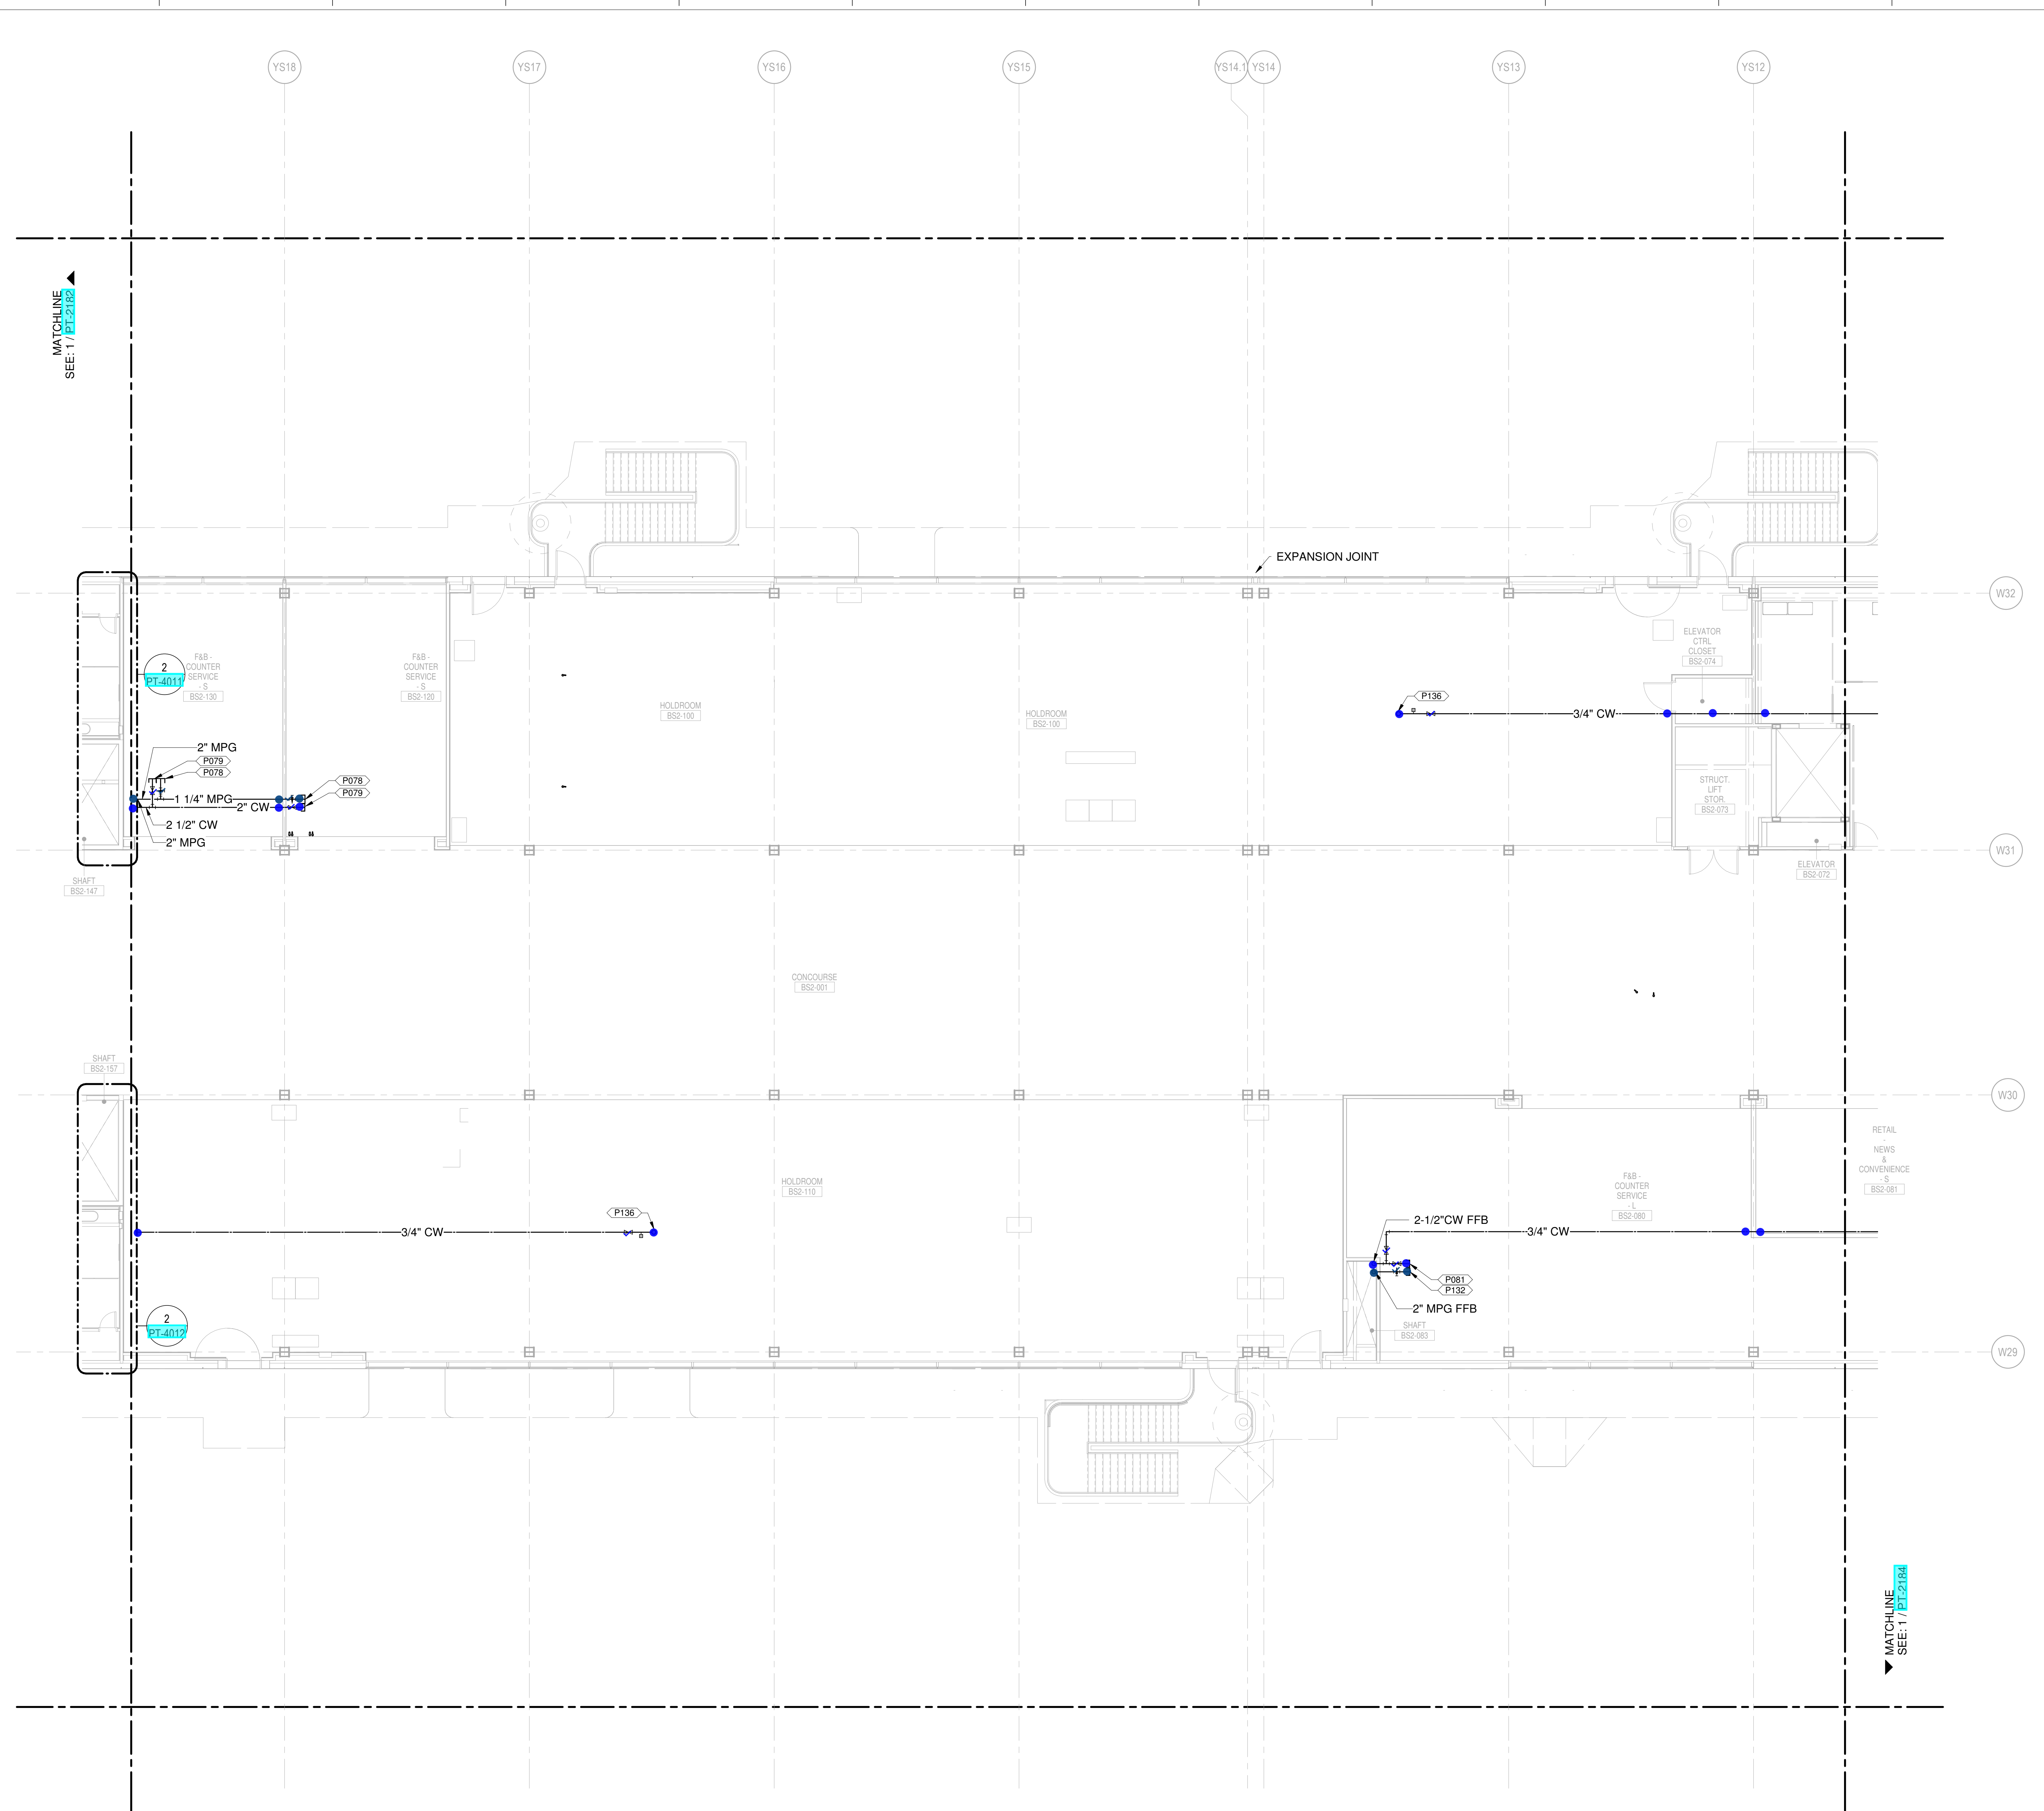 YS18
YS17
YS16
YS15
YS14.1
YS14
YS13
YS12
MATCHLINE
SEE: 1 / PT-2182
EXPANSION JOINT
W32
F&B -
COUNTER
SERVICE
- S
BS2-130
F&B -
COUNTER
SERVICE
- S
BS2-120
2
PT-4011
ELEVATOR
CTRL
CLOSET
BS2-074
HOLDROOM
BS2-100
HOLDROOM
BS2-100
P136
3/4" CW
2" MPG
P079
P078
P078
P079
1 1/4" MPG
2" CW
2 1/2" CW
2" MPG
STRUCT.
LIFT
STOR.
BS2-073
W31
ELEVATOR
BS2-072
SHAFT
BS2-147
CONCOURSE
BS2-001
SHAFT
BS2-157
W30
RETAIL
-
NEWS
&
CONVENIENCE
- S
BS2-081
HOLDROOM
BS2-110
F&B -
COUNTER
SERVICE
- L
BS2-080
P136
3/4" CW
2-1/2"CW FFB
3/4" CW
P081
P132
2" MPG FFB
SHAFT
BS2-083
2
PT-4012
W29
MATCHLINE
SEE: 1 / PT-2184